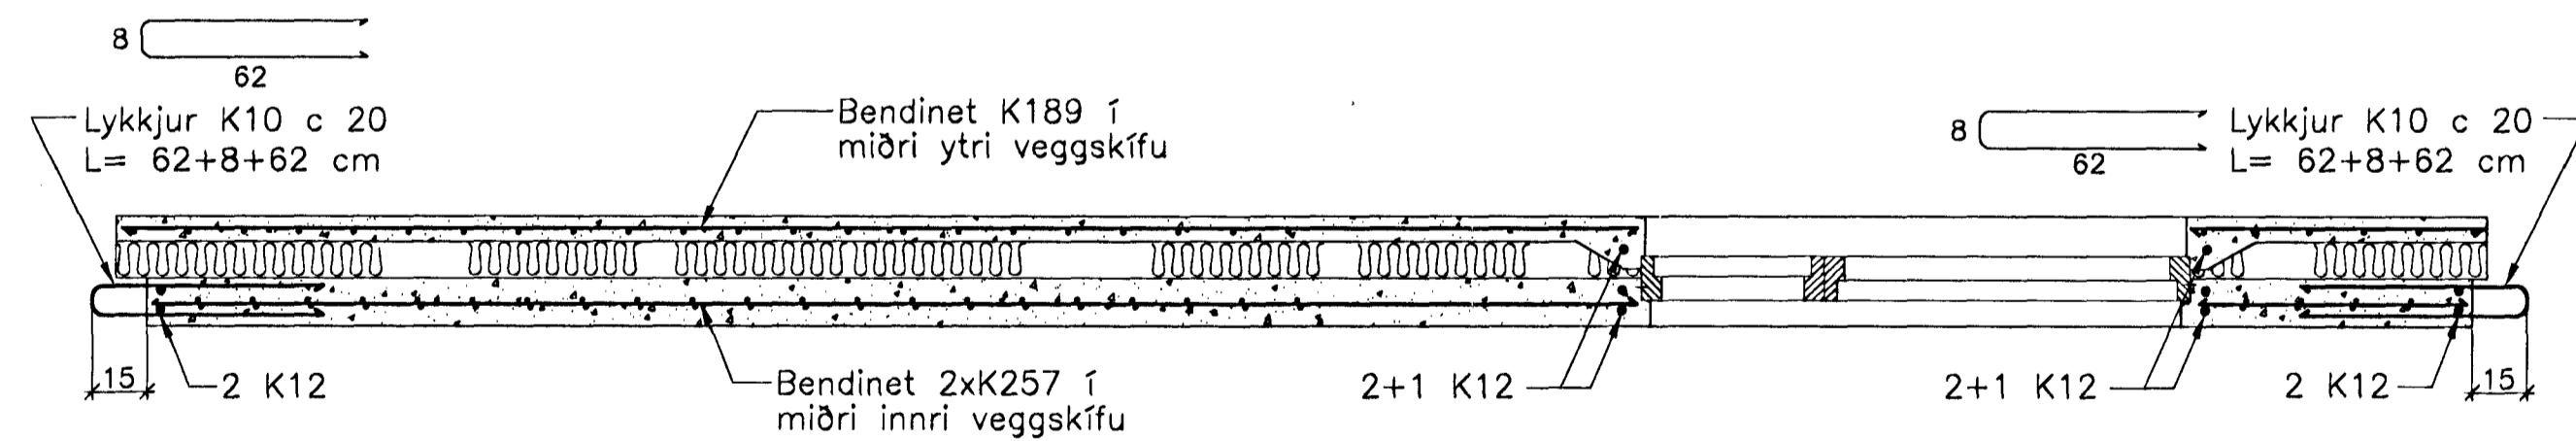 8
62
Lykkjur K10 c 20
L= 62+8+62 cm
Bendinet K189 í
miðri ytri veggskífu
8
62
Lykkjur K10 c 20
L= 62+8+62 cm
15
2 K12
Bendinet 2xK257 í
miðri innri veggskífu
2+1 K12
2+1 K12
2 K12
15